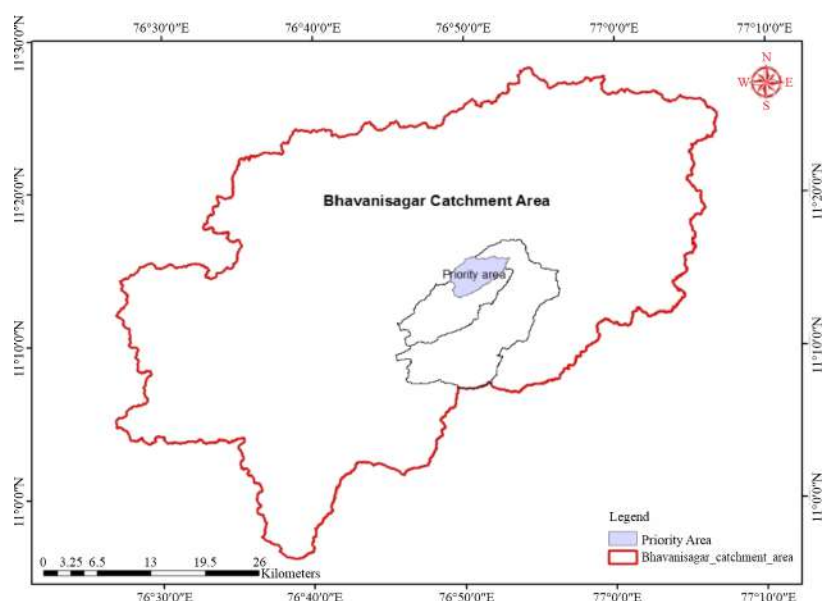 76°30'0"E 76°40'0"E 76°50'0"E 77°0'0"E 77°10'0"E
11°30'0"N
N
W E
S
11°20'0"N 11°20'0"N
Bhavanisagar Catchment Area
Priority area
11°10'0"N 11°10'0"N
11°0'0"N 11°0'0"N
Legend
Priority Area
Bhavanisagar_catchment_area
0 3.25 6.5 13 19.5 26
Kilometers
76°30'0"E 76°40'0"E 76°50'0"E 77°0'0"E 77°10'0"E